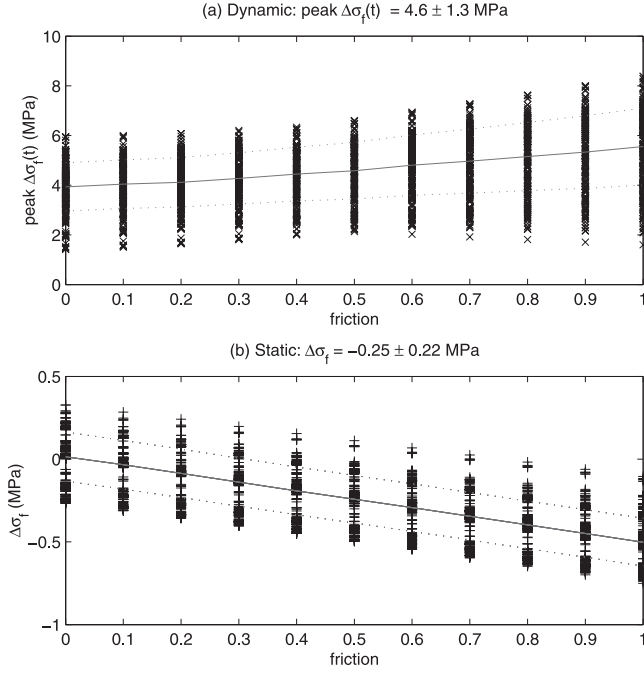 (a) Dynamic: peak Δσf(t) = 4.6 ± 1.3 MPa
10
8
6
4
2
0
peak Δσf(t) (MPa)
0 0.1 0.2 0.3 0.4 0.5 0.6 0.7 0.8 0.9 1
friction
(b) Static: Δσf = −0.25 ± 0.22 MPa
0.5
0
−0.5
−1
Δσf (MPa)
0 0.1 0.2 0.3 0.4 0.5 0.6 0.7 0.8 0.9 1
friction